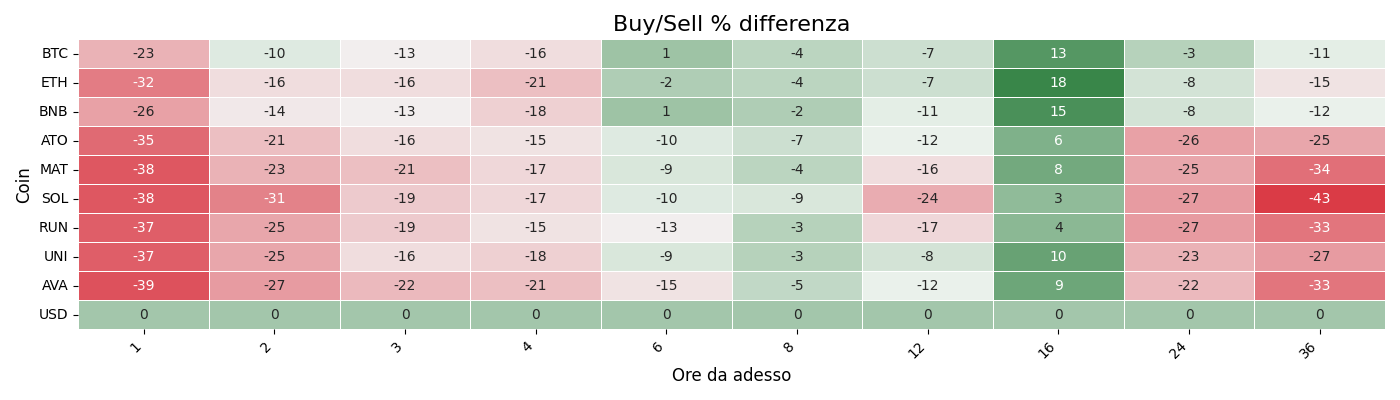 Buy/Sell % differenza
Coin
BTC -23 -10 -13 -16 1 -4 -7 13 -3 -11
ETH -32 -16 -16 -21 -2 -4 -7 18 -8 -15
BNB -26 -14 -13 -18 1 -2 -11 15 -8 -12
ATO -35 -21 -16 -15 -10 -7 -12 6 -26 -25
MAT -38 -23 -21 -17 -9 -4 -16 8 -25 -34
SOL -38 -31 -19 -17 -10 -9 -24 3 -27 -43
RUN -37 -25 -19 -15 -13 -3 -17 4 -27 -33
UNI -37 -25 -16 -18 -9 -3 -8 10 -23 -27
AVA -39 -27 -22 -21 -15 -5 -12 9 -22 -33
USD 0 0 0 0 0 0 0 0 0 0
1 2 3 4 6 8 12 16 24 36
Ore da adesso